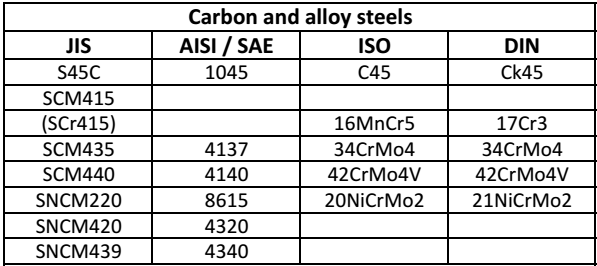 Carbon and alloy steels
JIS AISI / SAE ISO DIN
S45C 1045 C45 Ck45
SCM415
(SCr415) 16MnCr5 17Cr3
SCM435 4137 34CrMo4 34CrMo4
SCM440 4140 42CrMo4V 42CrMo4V
SNCM220 8615 20NiCrMo2 21NiCrMo2
SNCM420 4320
SNCM439 4340